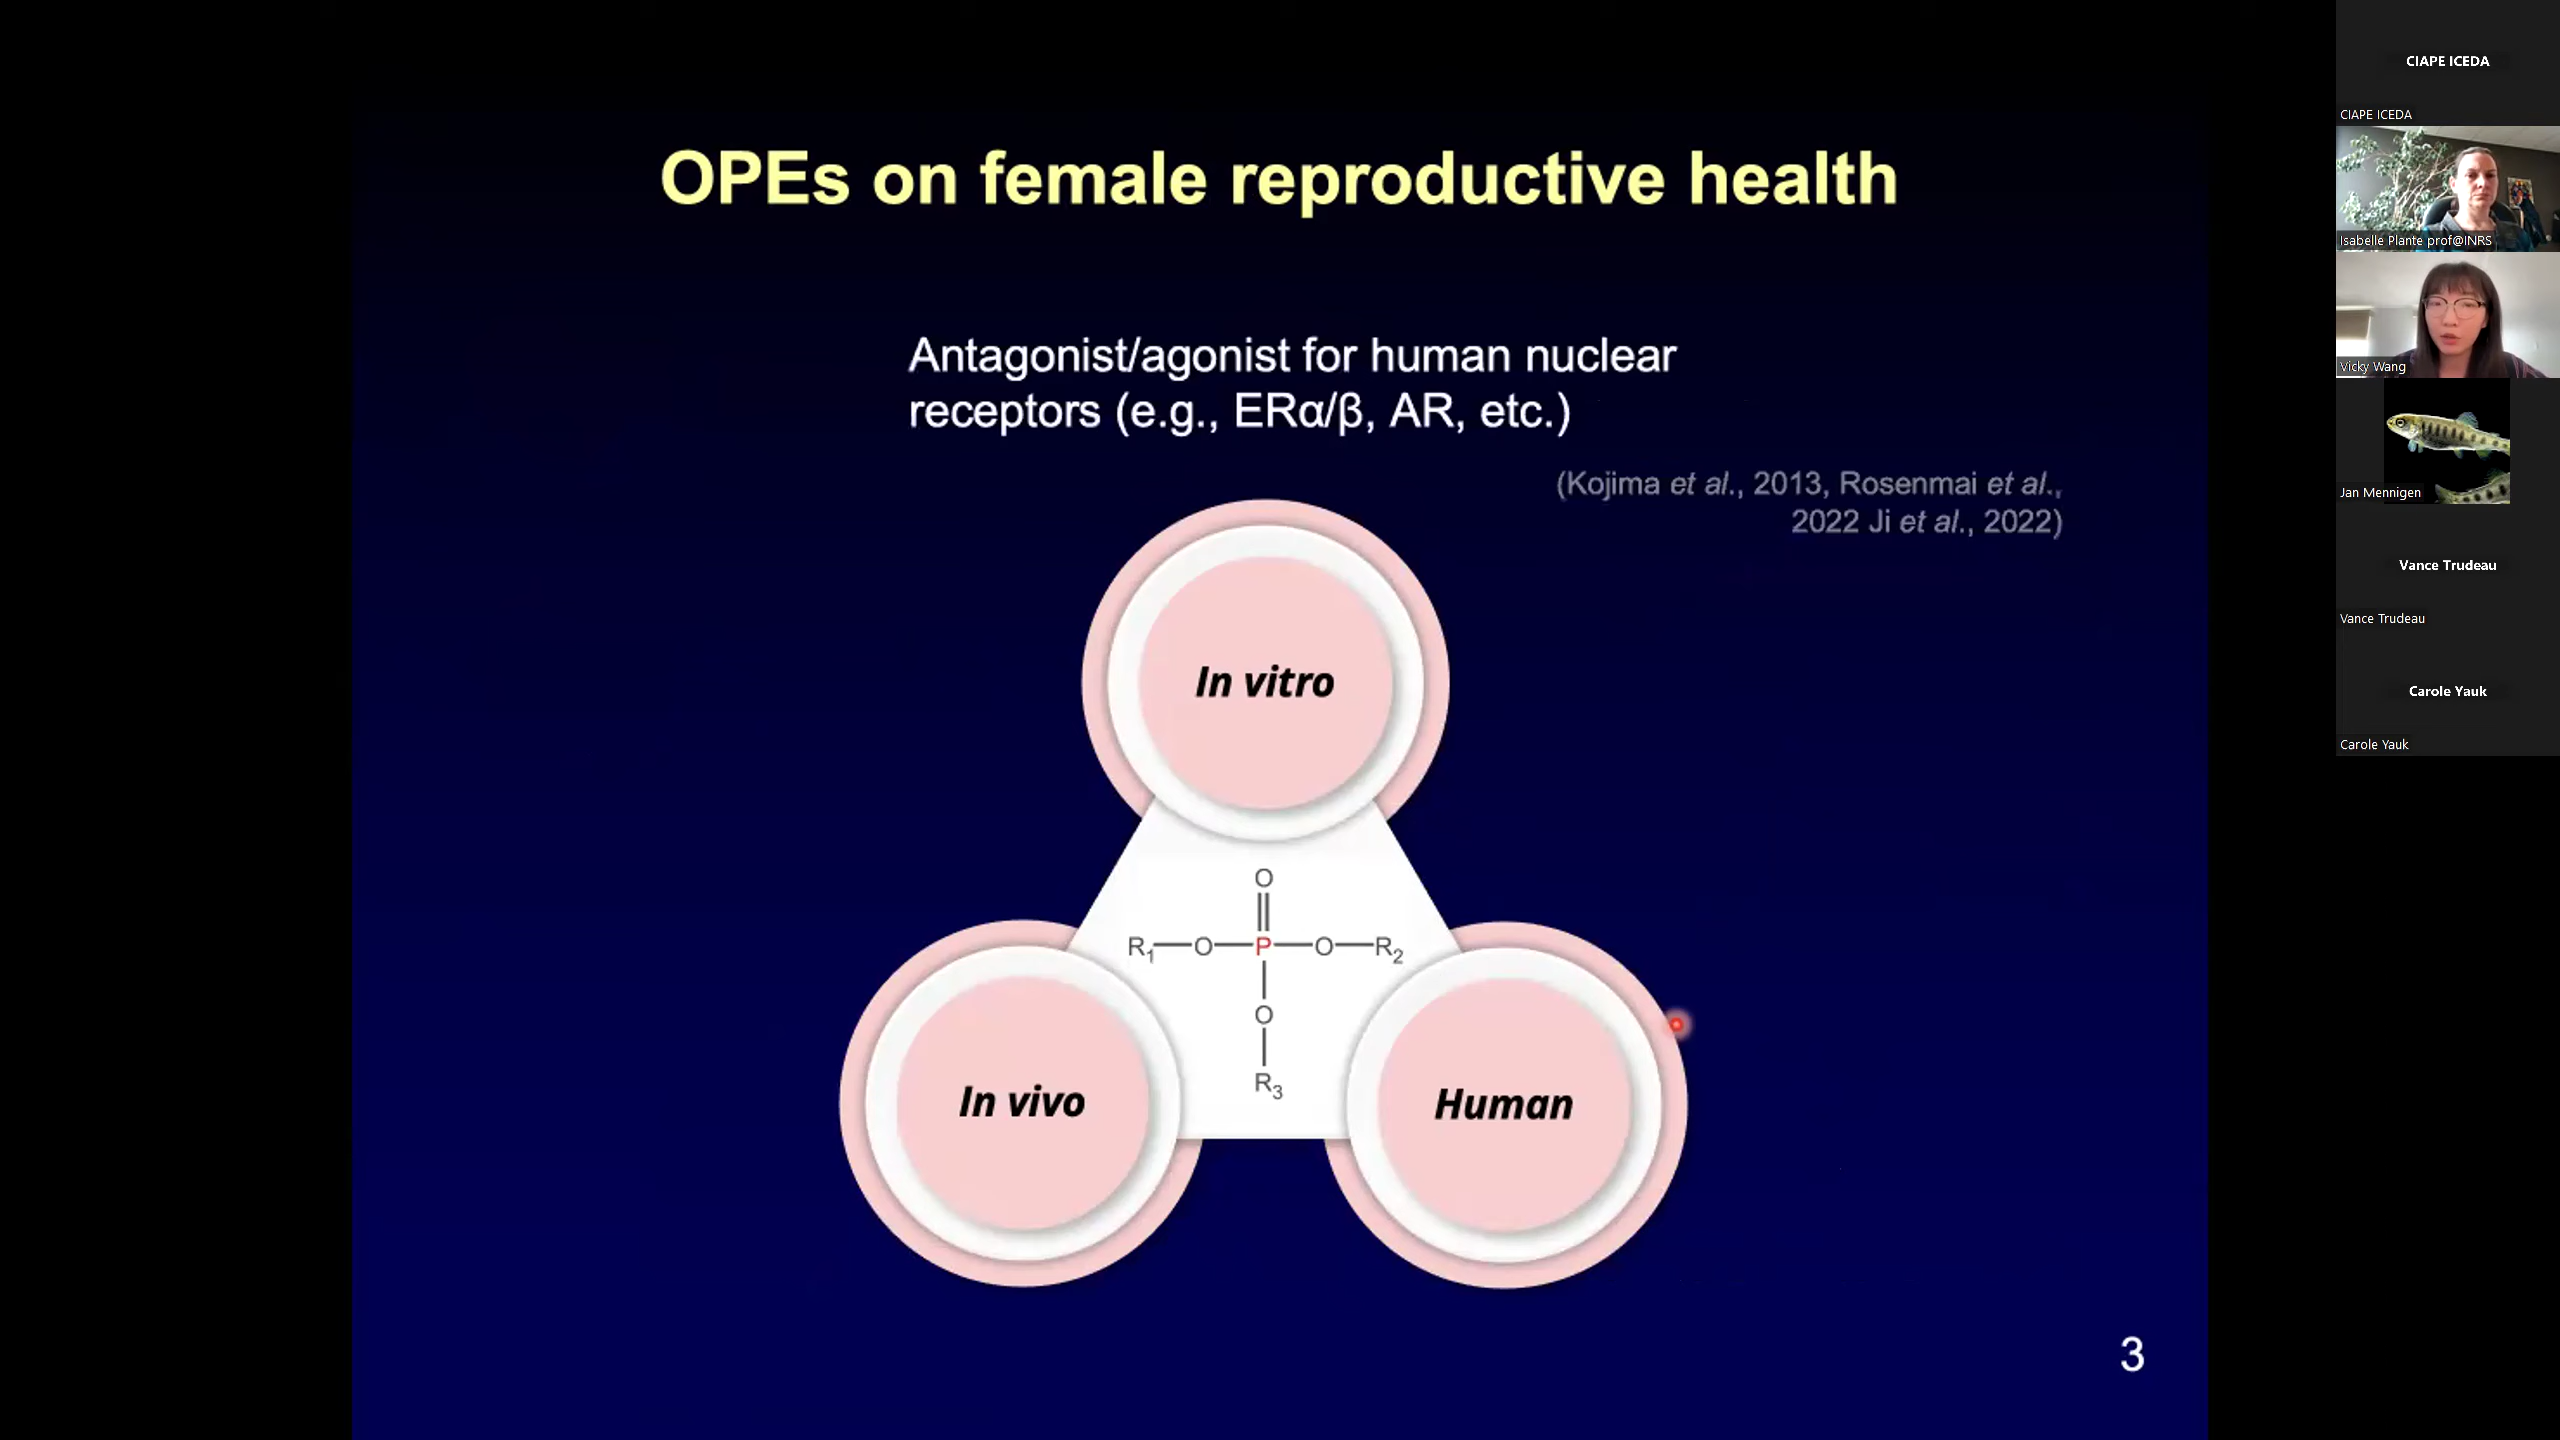 OPEs on female reproductive health
Antagonist/agonist for human nuclear
receptors (e.g., ERα/β, AR, etc.)
(Kojima et al., 2013, Rosenmai et al.,
2022 Ji et al., 2022)
In vitro
O
R1—O—P—O—R2
O
R3
In vivo
Human
3
CIAPE ICEDA
CIAPE ICEDA
Isabelle Plante prof@INRS
Vicky Wang
Jan Mennigen
Vance Trudeau
Vance Trudeau
Carole Yauk
Carole Yauk